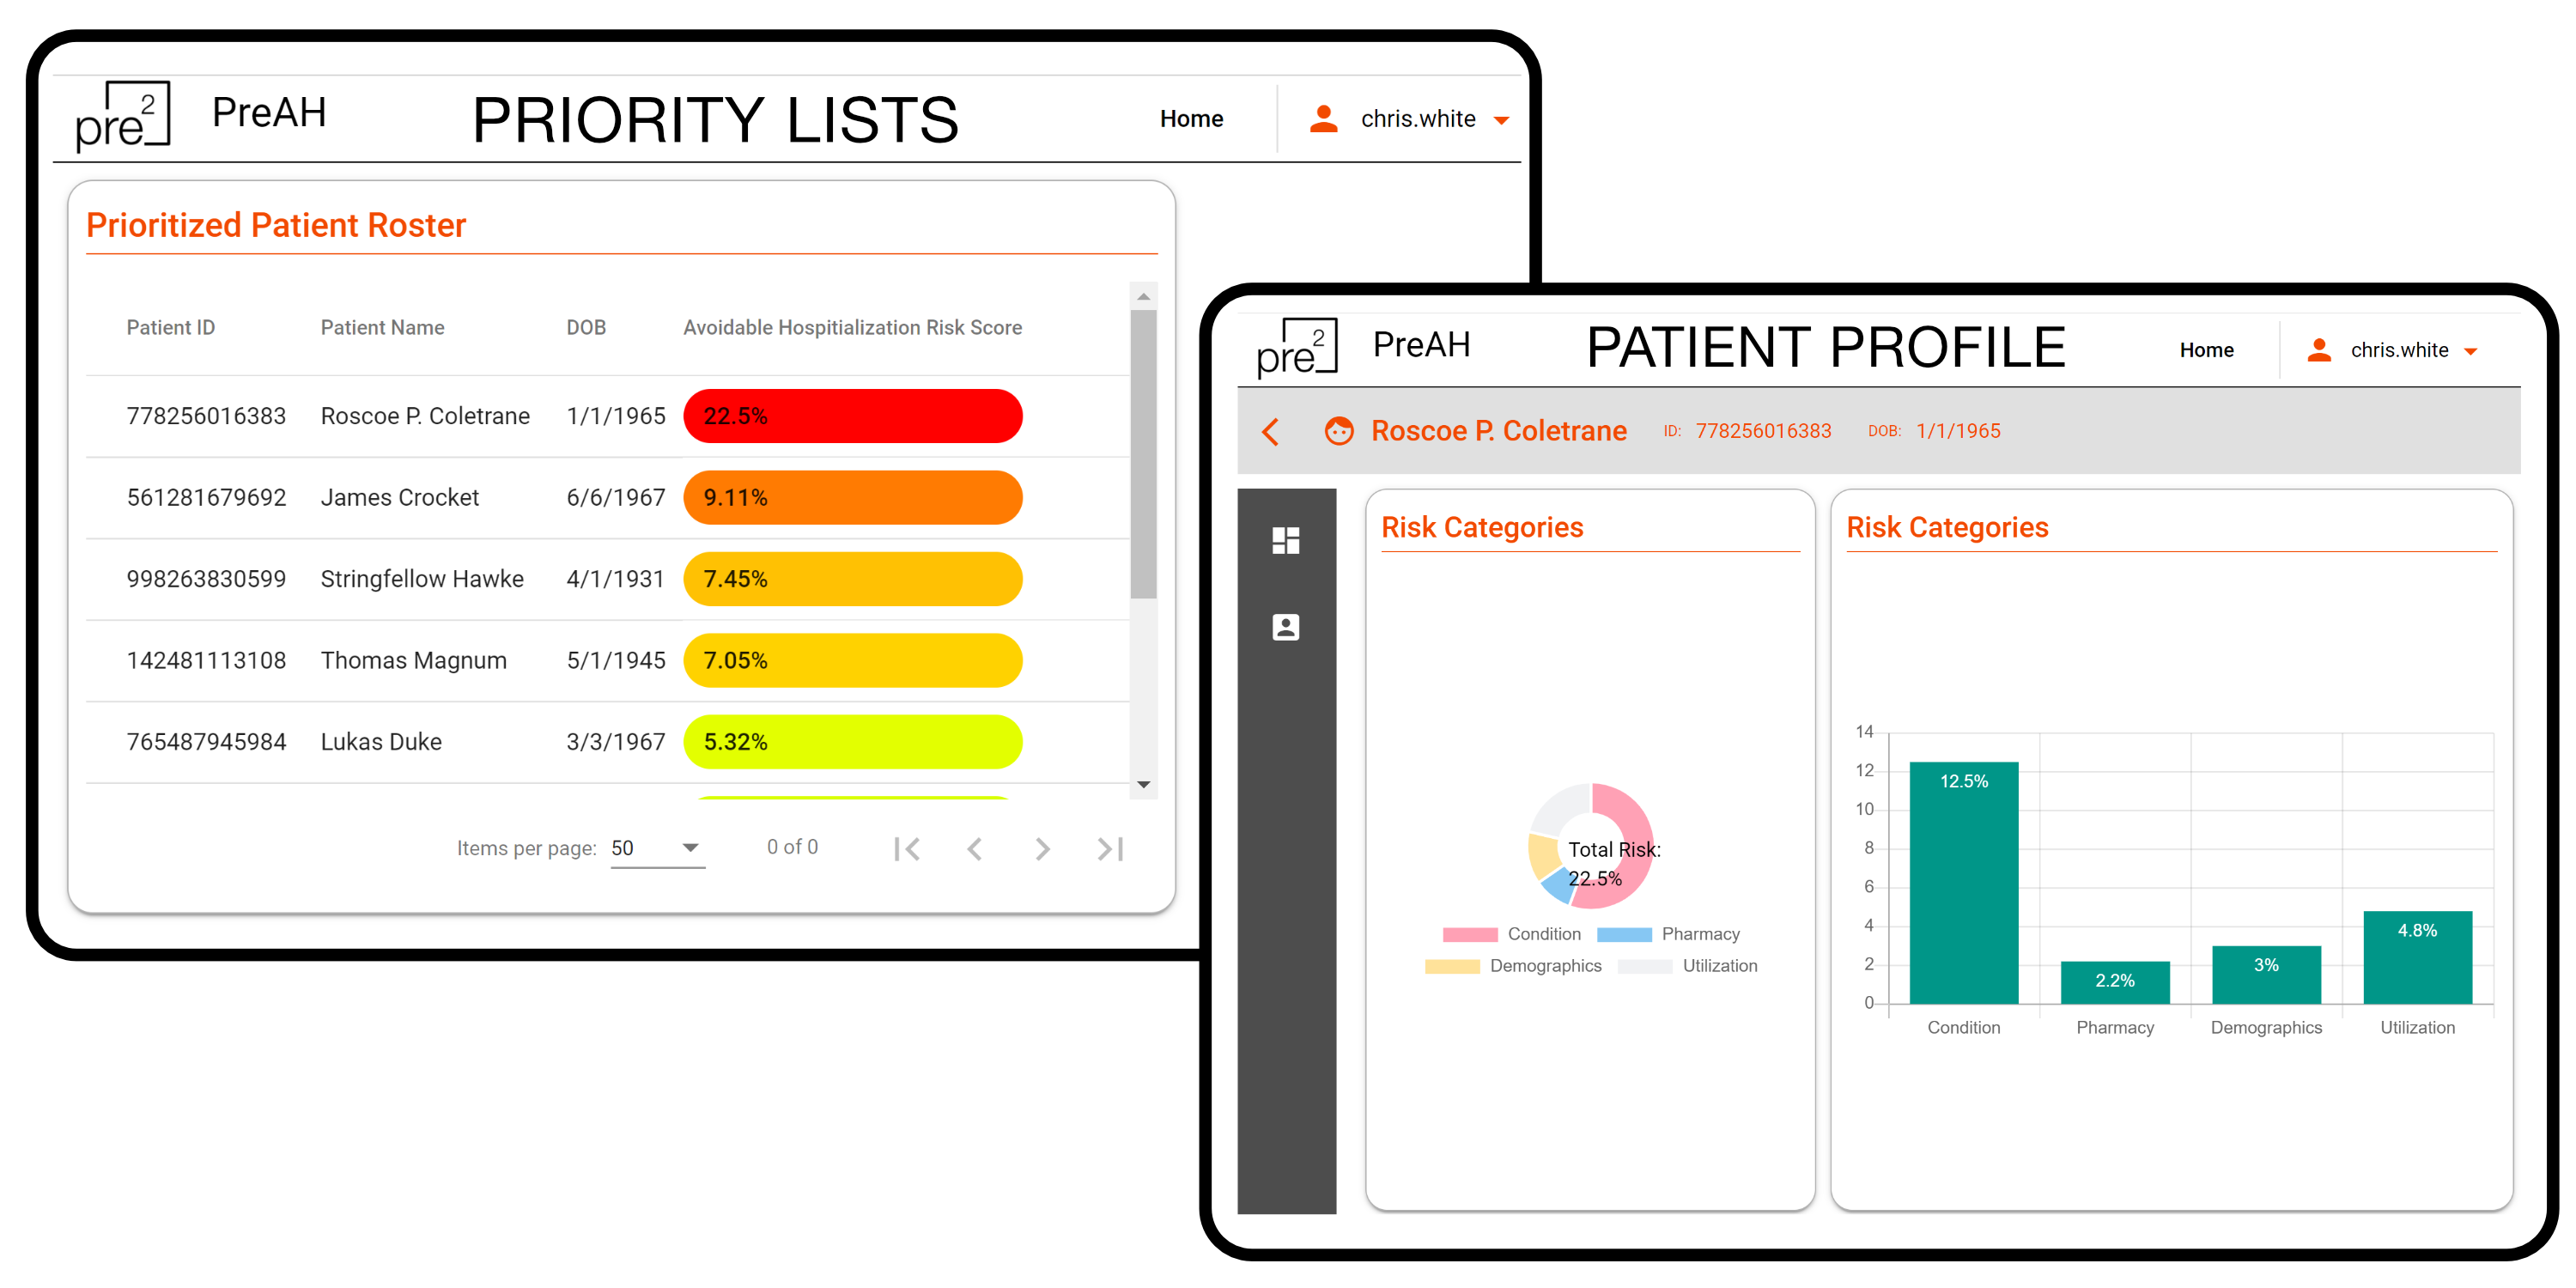 pre2 PreAH PRIORITY LISTS Home chris.white
Prioritized Patient Roster
Patient ID Patient Name DOB Avoidable Hospitialization Risk Score
778256016383 Roscoe P. Coletrane 1/1/1965 22.5%
561281679692 James Crocket 6/6/1967 9.11%
998263830599 Stringfellow Hawke 4/1/1931 7.45%
142481113108 Thomas Magnum 5/1/1945 7.05%
765487945984 Lukas Duke 3/3/1967 5.32%
Items per page: 50 0 of 0
pre2 PreAH PATIENT PROFILE Home chris.white
Roscoe P. Coletrane ID: 778256016383 DOB: 1/1/1965
Risk Categories
Total Risk:
22.5%
Condition Pharmacy
Demographics Utilization
Risk Categories
14
12
10
8
6
4
2
0
12.5%
2.2%
3%
4.8%
Condition Pharmacy Demographics Utilization